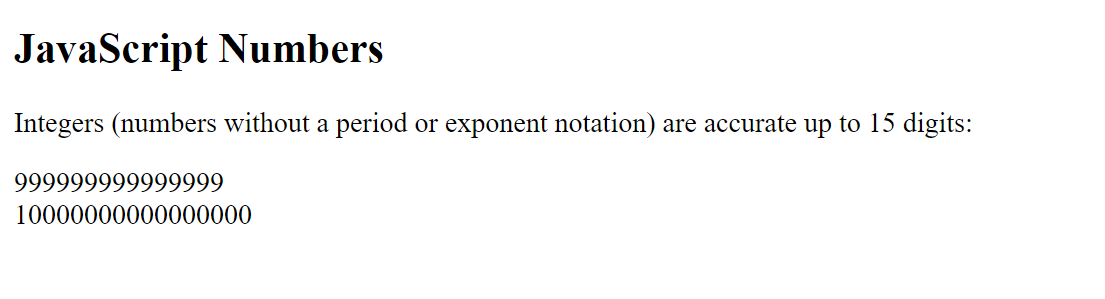 JavaScript Numbers
Integers (numbers without a period or exponent notation) are accurate up to 15 digits:
999999999999999
10000000000000000